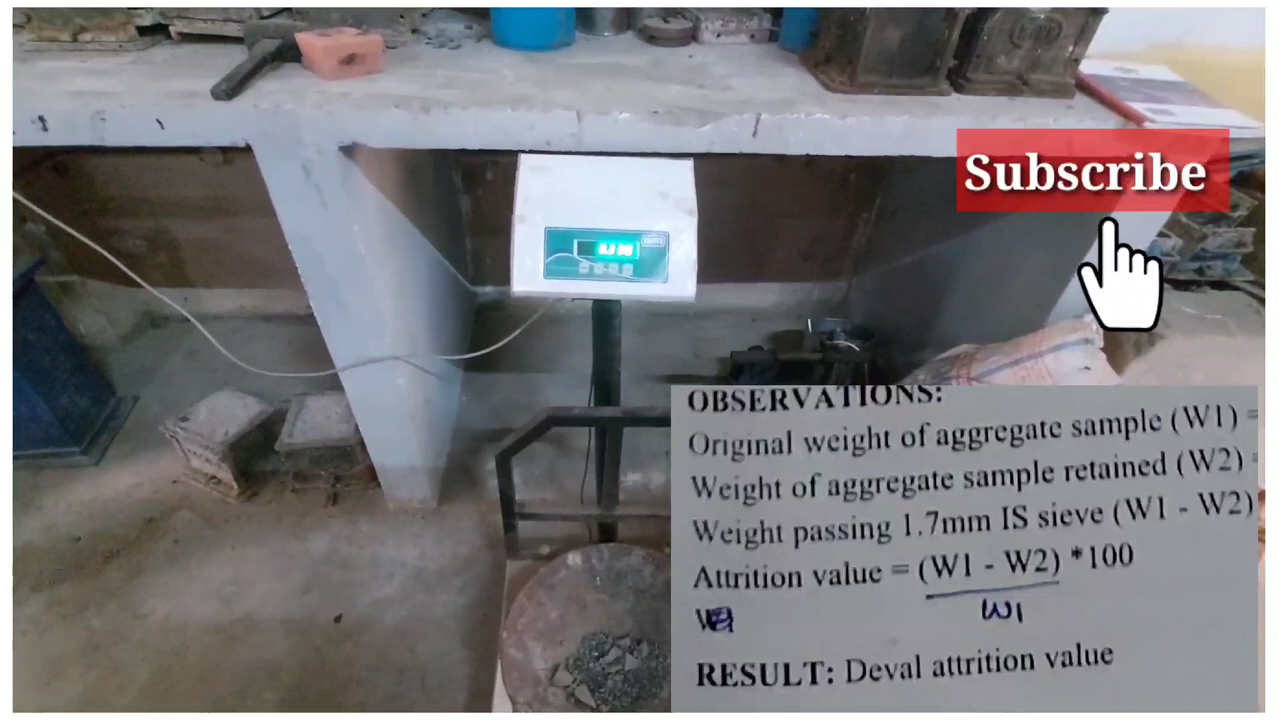 Subscribe
OBSERVATIONS:
Original weight of aggregate sample (W1) =
Weight of aggregate sample retained (W2) =
Weight passing 1.7mm IS sieve (W1 - W2)
Attrition value = (W1 - W2) *100
W1
RESULT: Deval attrition value